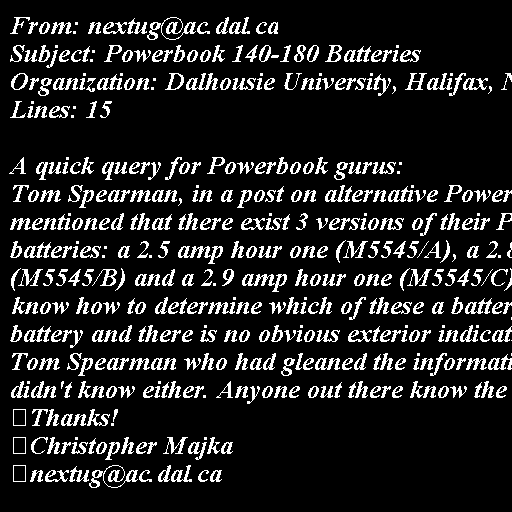 From: nextug@ac.dal.ca
Subject: Powerbook 140-180 Batteries
Organization: Dalhousie University, Halifax, N
Lines: 15

A quick query for Powerbook gurus:
Tom Spearman, in a post on alternative Power
mentioned that there exist 3 versions of their P
batteries: a 2.5 amp hour one (M5545/A), a 2.8
(M5545/B) and a 2.9 amp hour one (M5545/C)
know how to determine which of these a batter
battery and there is no obvious exterior indicat
Tom Spearman who had gleaned the informati
didn't know either. Anyone out there know the
Thanks!
Christopher Majka
nextug@ac.dal.ca